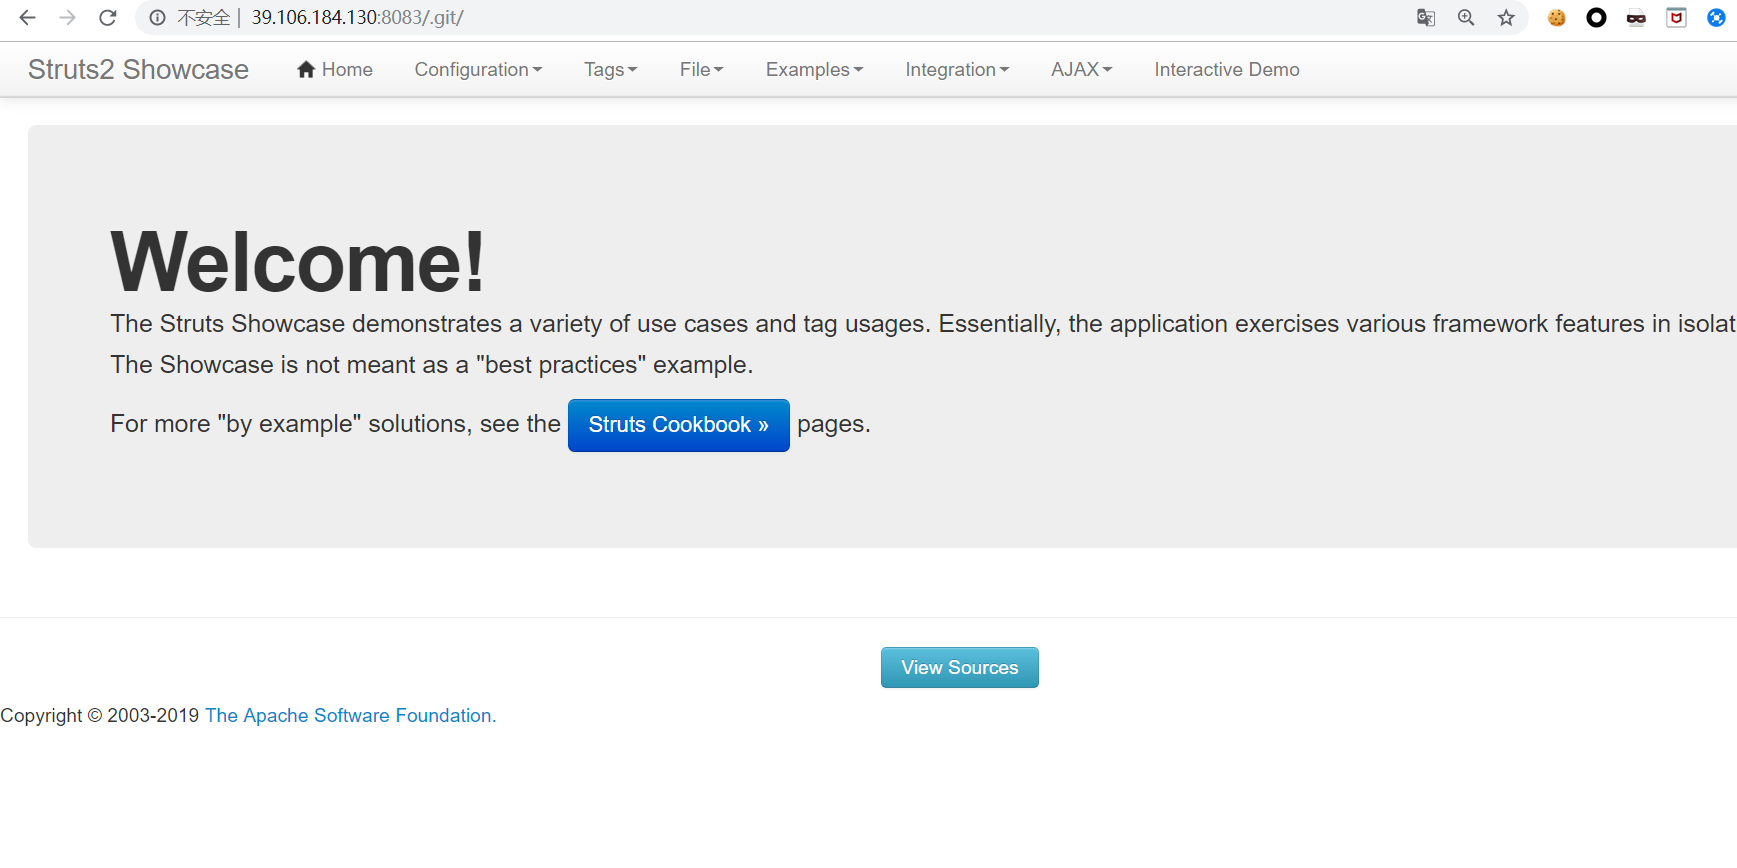 不安全 | 39.106.184.130:8083/.git/
Struts2 Showcase Home Configuration Tags File Examples Integration AJAX Interactive Demo
Welcome!
The Struts Showcase demonstrates a variety of use cases and tag usages. Essentially, the application exercises various framework features in isolat
The Showcase is not meant as a "best practices" example.
For more "by example" solutions, see the Struts Cookbook » pages.
View Sources
Copyright © 2003-2019 The Apache Software Foundation.